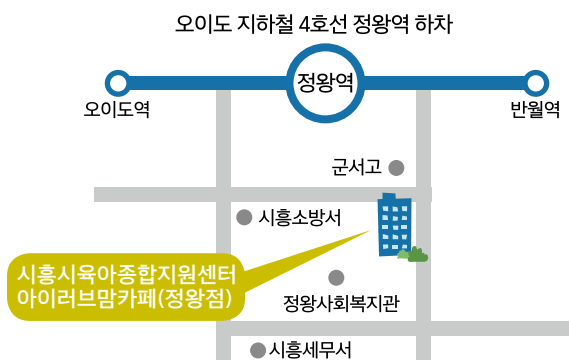 오이도 지하철 4호선 정왕역 하차
정왕역
오이도역
반월역
군서고
시흥소방서
시흥시육아종합지원센터
아이러브맘카페(정왕점)
정왕사회복지관
시흥세무서